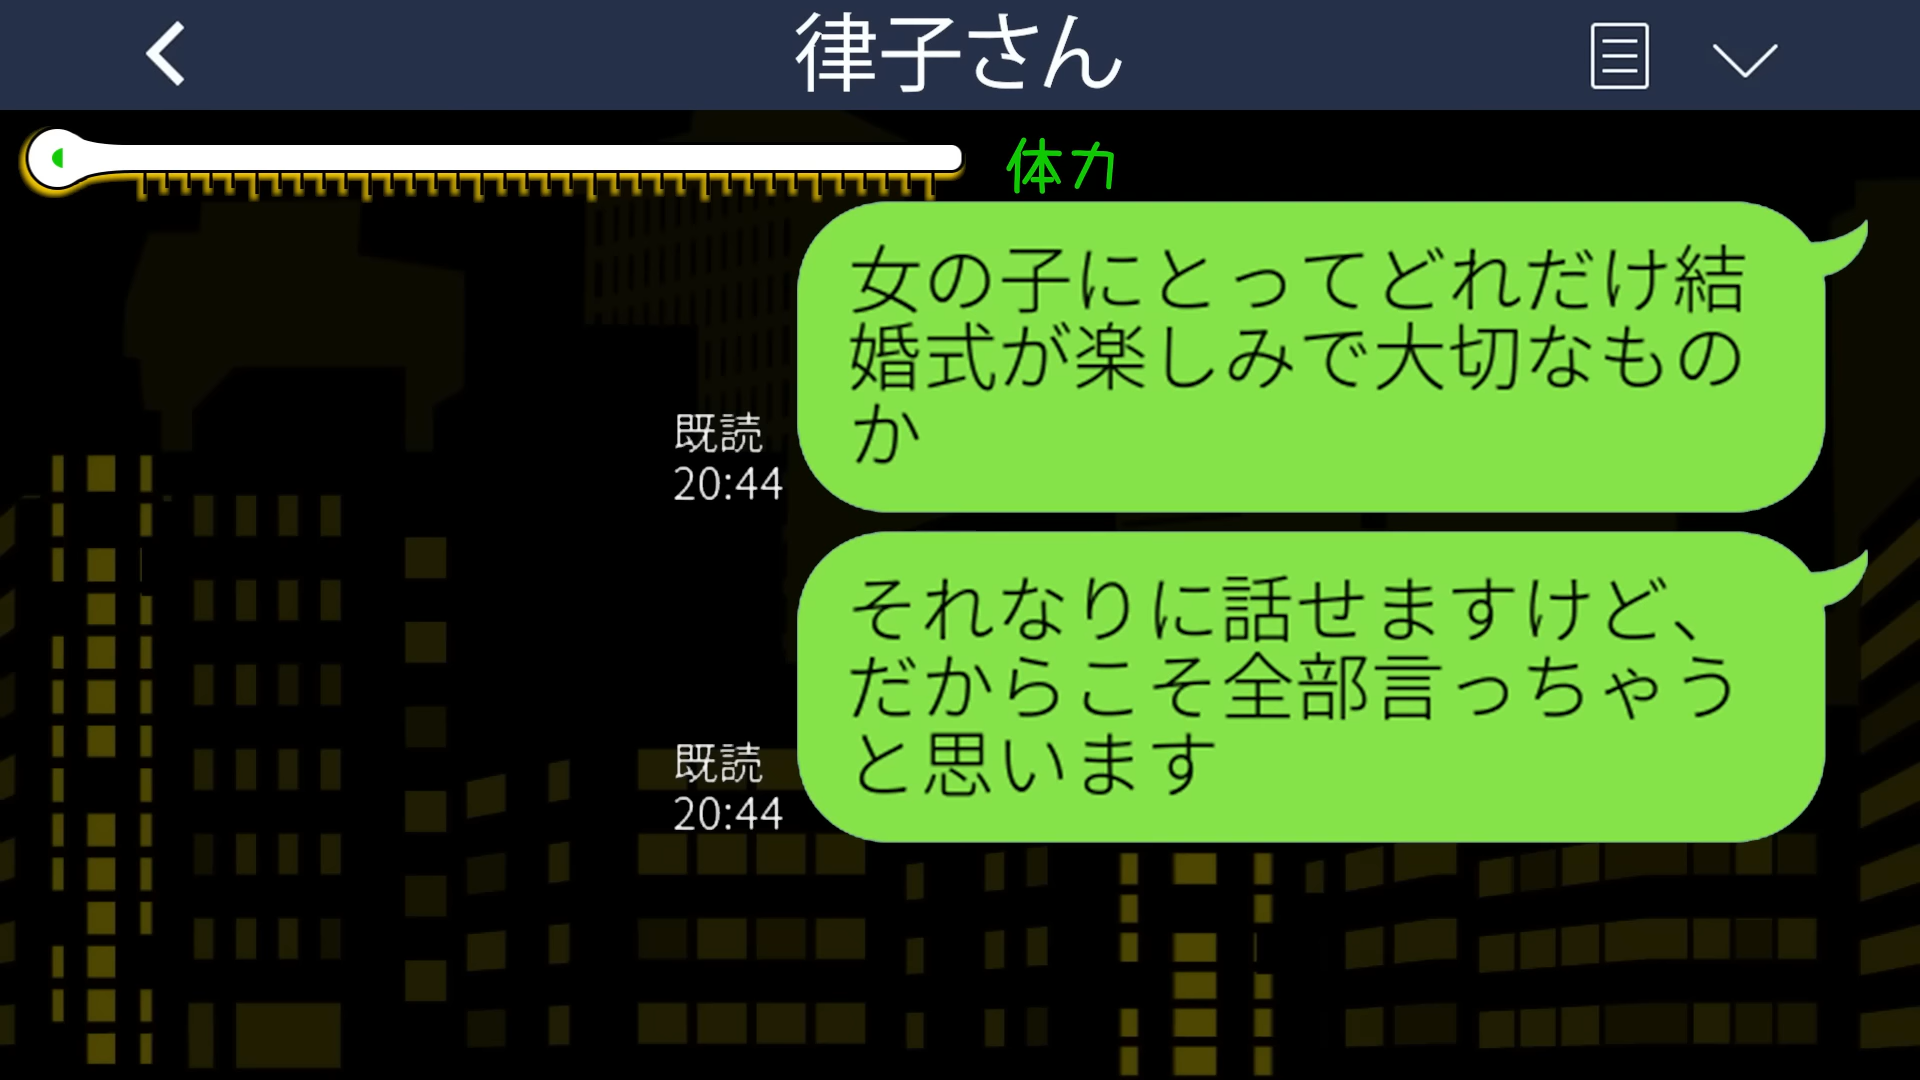 律子さん
体力
女の子にとってどれだけ結
婚式が楽しみで大切なもの
か
既読
20:44
それなりに話せますけど、
だからこそ全部言っちゃう
と思います
既読
20:44